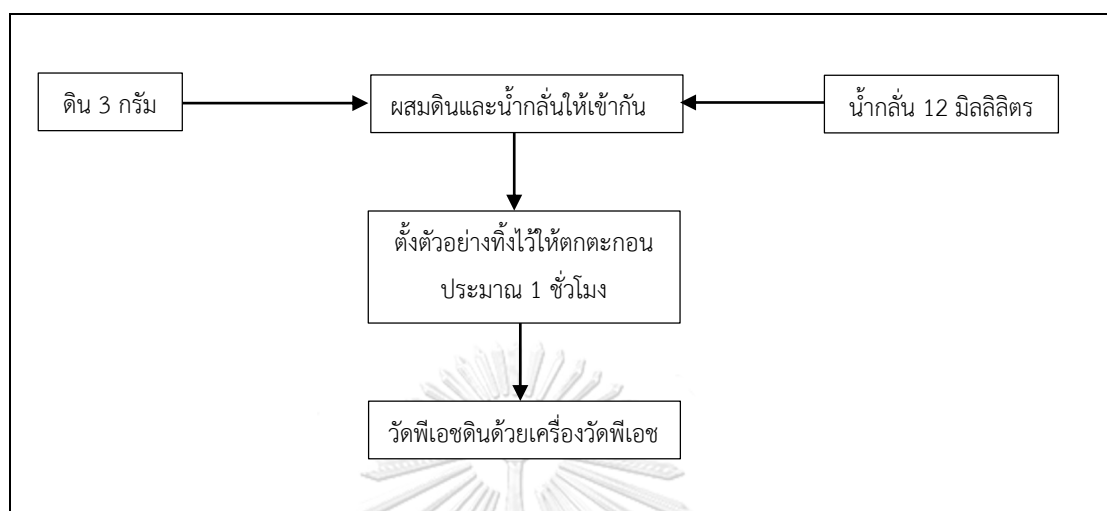 ดิน 3 กรัม
ผสมดินและน้ำกลั่นให้เข้ากัน
น้ำกลั่น 12 มิลลิลิตร
ตั้งตัวอย่างทิ้งไว้ให้ตกตะกอน
ประมาณ 1 ชั่วโมง
วัดพีเอชดินด้วยเครื่องวัดพีเอช